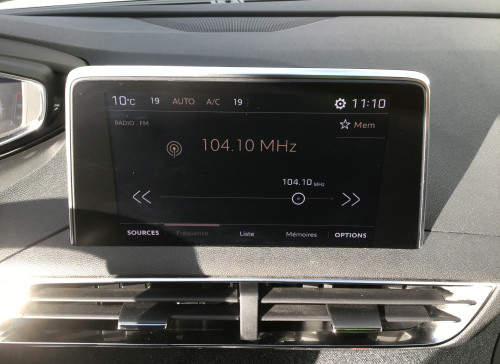 10°C 19 AUTO A/C 19 11:10
RADIO . FM
Mem
104.10 MHz
104.10 MHz
SOURCES Fréquence Liste Mémoires OPTIONS